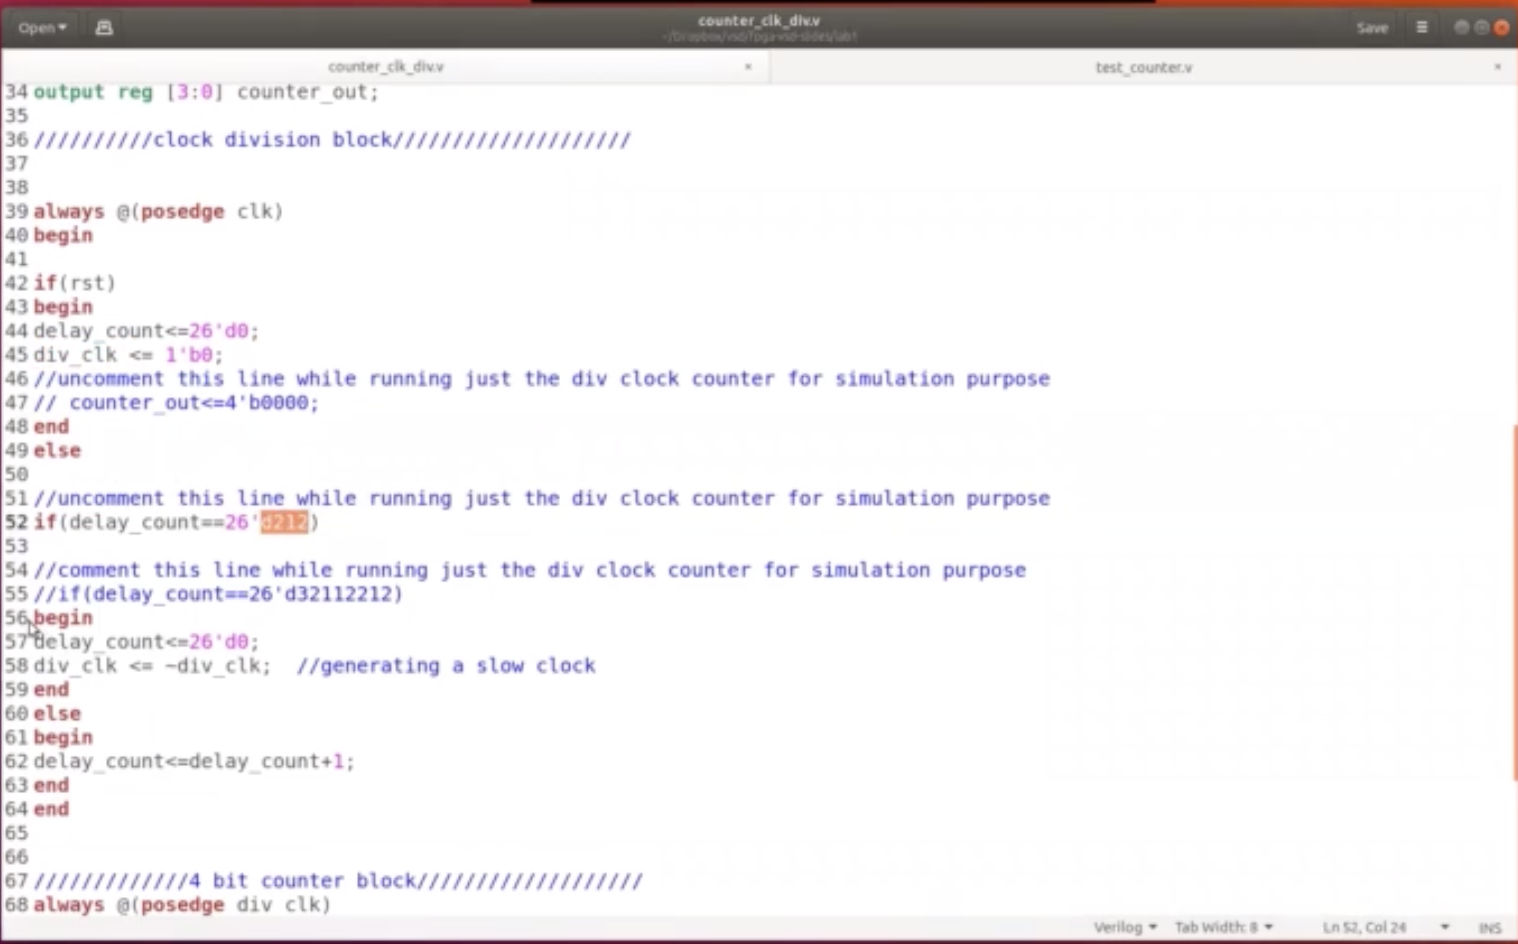 Open
counter_clk_div.v
Save
counter_clk_div.v × test_counter.v ×
34 output reg [3:0] counter_out;
35
36 //////////clock division block////////////////////
37
38
39 always @(posedge clk)
40 begin
41
42 if(rst)
43 begin
44 delay_count<=26'd0;
45 div_clk <= 1'b0;
46 //uncomment this line while running just the div clock counter for simulation purpose
47 // counter_out<=4'b0000;
48 end
49 else
50
51 //uncomment this line while running just the div clock counter for simulation purpose
52 if(delay_count==26'd212)
53
54 //comment this line while running just the div clock counter for simulation purpose
55 //if(delay_count==26'd32112212)
56 begin
57 delay_count<=26'd0;
58 div_clk <= ~div_clk;  //generating a slow clock
59 end
60 else
61 begin
62 delay_count<=delay_count+1;
63 end
64 end
65
66
67 /////////////4 bit counter block///////////////////
68 always @(posedge div clk)
Verilog Tab Width: 8 Ln 52, Col 24 INS